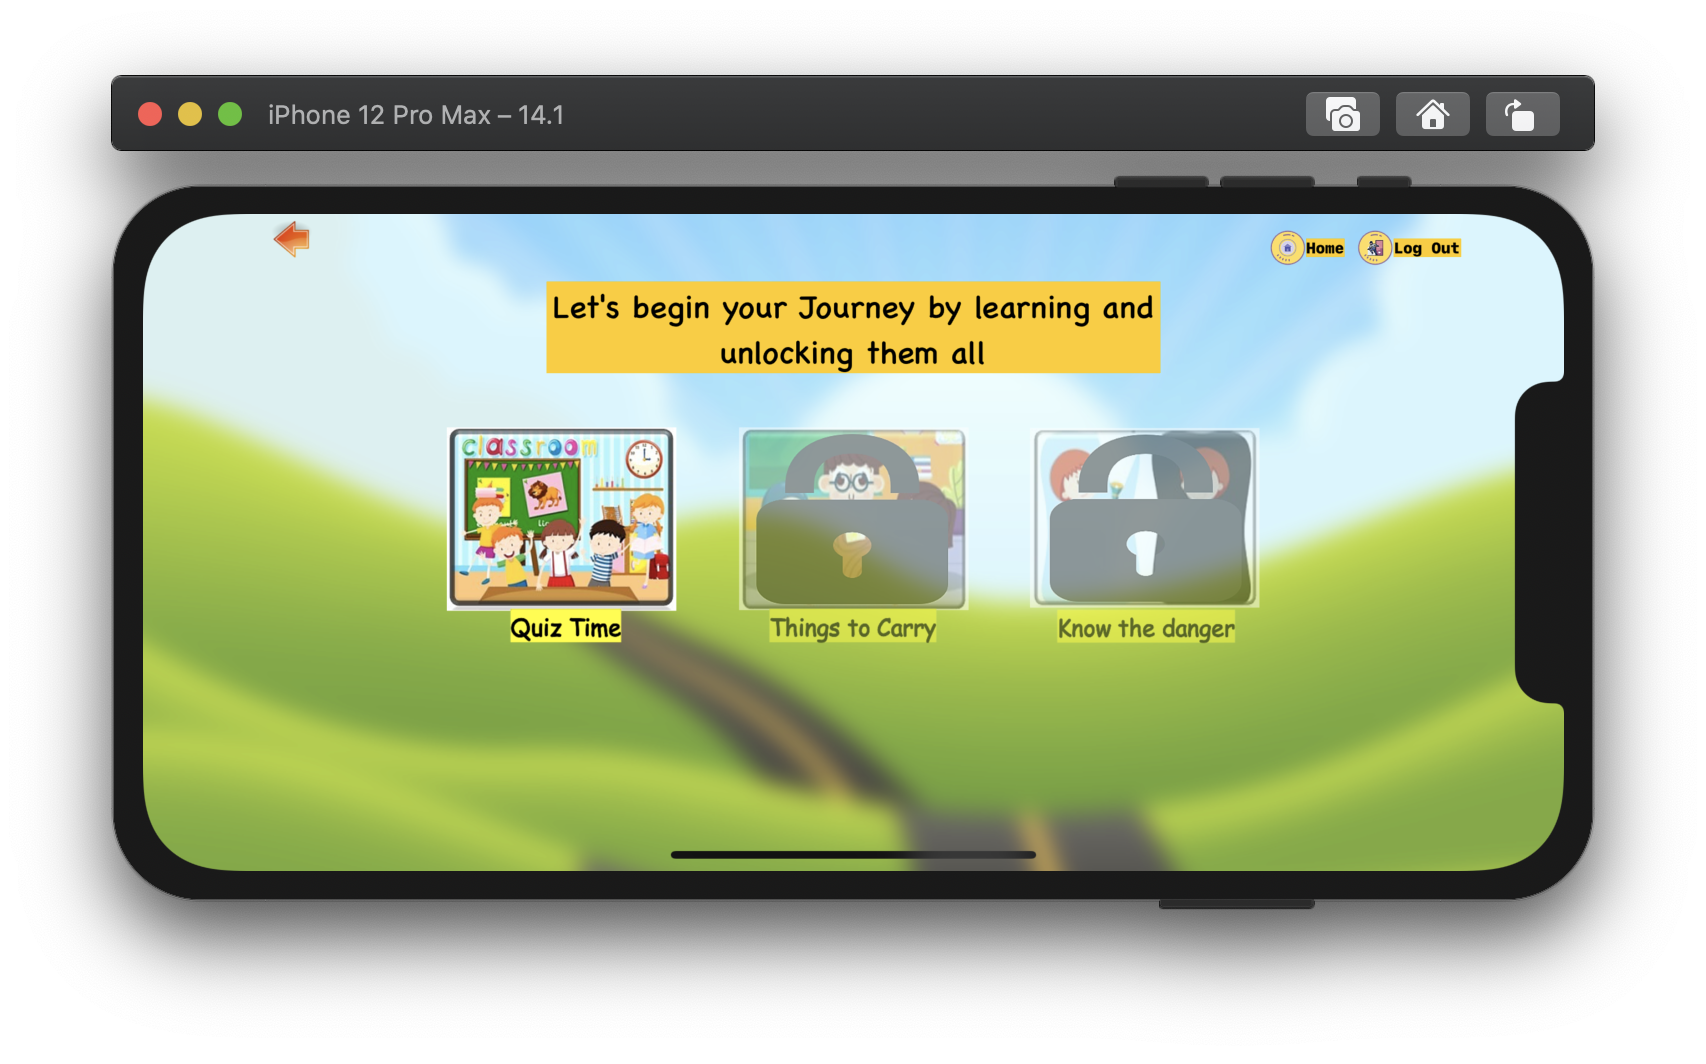 iPhone 12 Pro Max – 14.1
Home
Log Out
Let's begin your Journey by learning and
unlocking them all
classroom
Quiz Time
Things to Carry
Know the danger